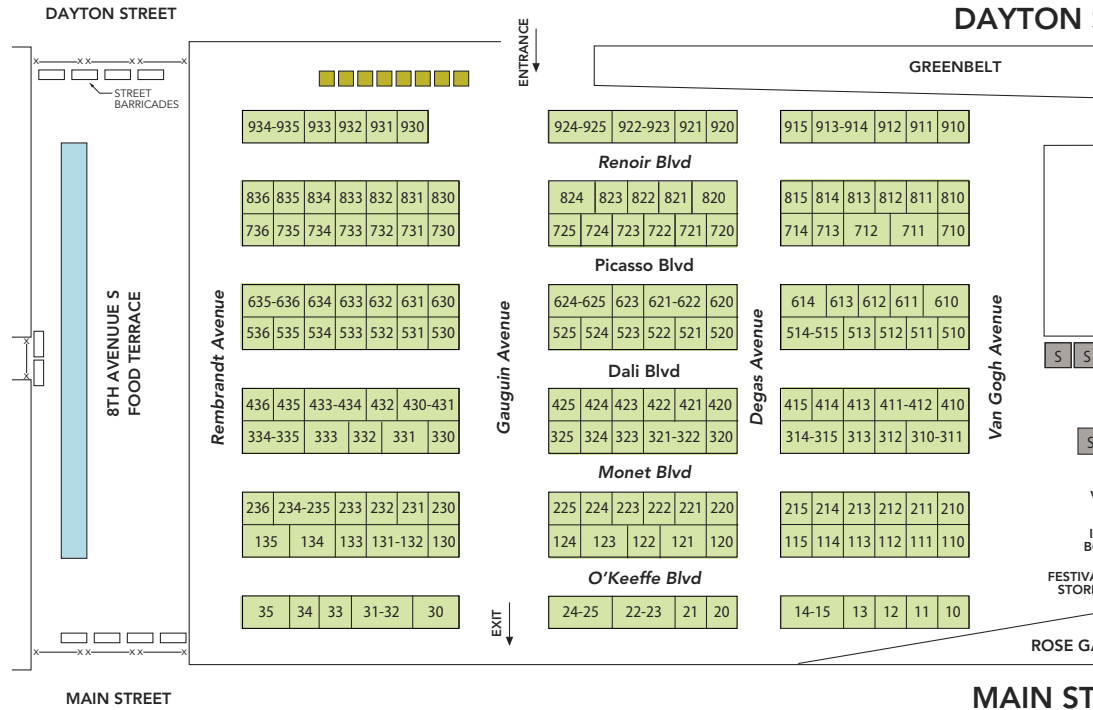 DAYTON STREET
DAYTON S
ENTRANCE
GREENBELT
STREET
BARRICADES
934-935 933 932 931 930
924-925 922-923 921 920
915 913-914 912 911 910
Renoir Blvd
836 835 834 833 832 831 830
824 823 822 821 820
815 814 813 812 811 810
736 735 734 733 732 731 730
725 724 723 722 721 720
714 713 712 711 710
Picasso Blvd
635-636 634 633 632 631 630
624-625 623 621-622 620
614 613 612 611 610
536 535 534 533 532 531 530
525 524 523 522 521 520
514-515 513 512 511 510
8TH AVENUUE S
FOOD TERRACE
Rembrandt Avenue
Gauguin Avenue
Degas Avenue
Van Gogh Avenue
S S
Dali Blvd
436 435 433-434 432 430-431
425 424 423 422 421 420
415 414 413 411-412 410
334-335 333 332 331 330
325 324 323 321-322 320
314-315 313 312 310-311
S
Monet Blvd
236 234-235 233 232 231 230
225 224 223 222 221 220
215 214 213 212 211 210
135 134 133 131-132 130
124 123 122 121 120
115 114 113 112 111 110
O'Keeffe Blvd
FESTIVA
STOR
35 34 33 31-32 30
24-25 22-23 21 20
14-15 13 12 11 10
EXIT
ROSE GA
MAIN STREET
MAIN ST